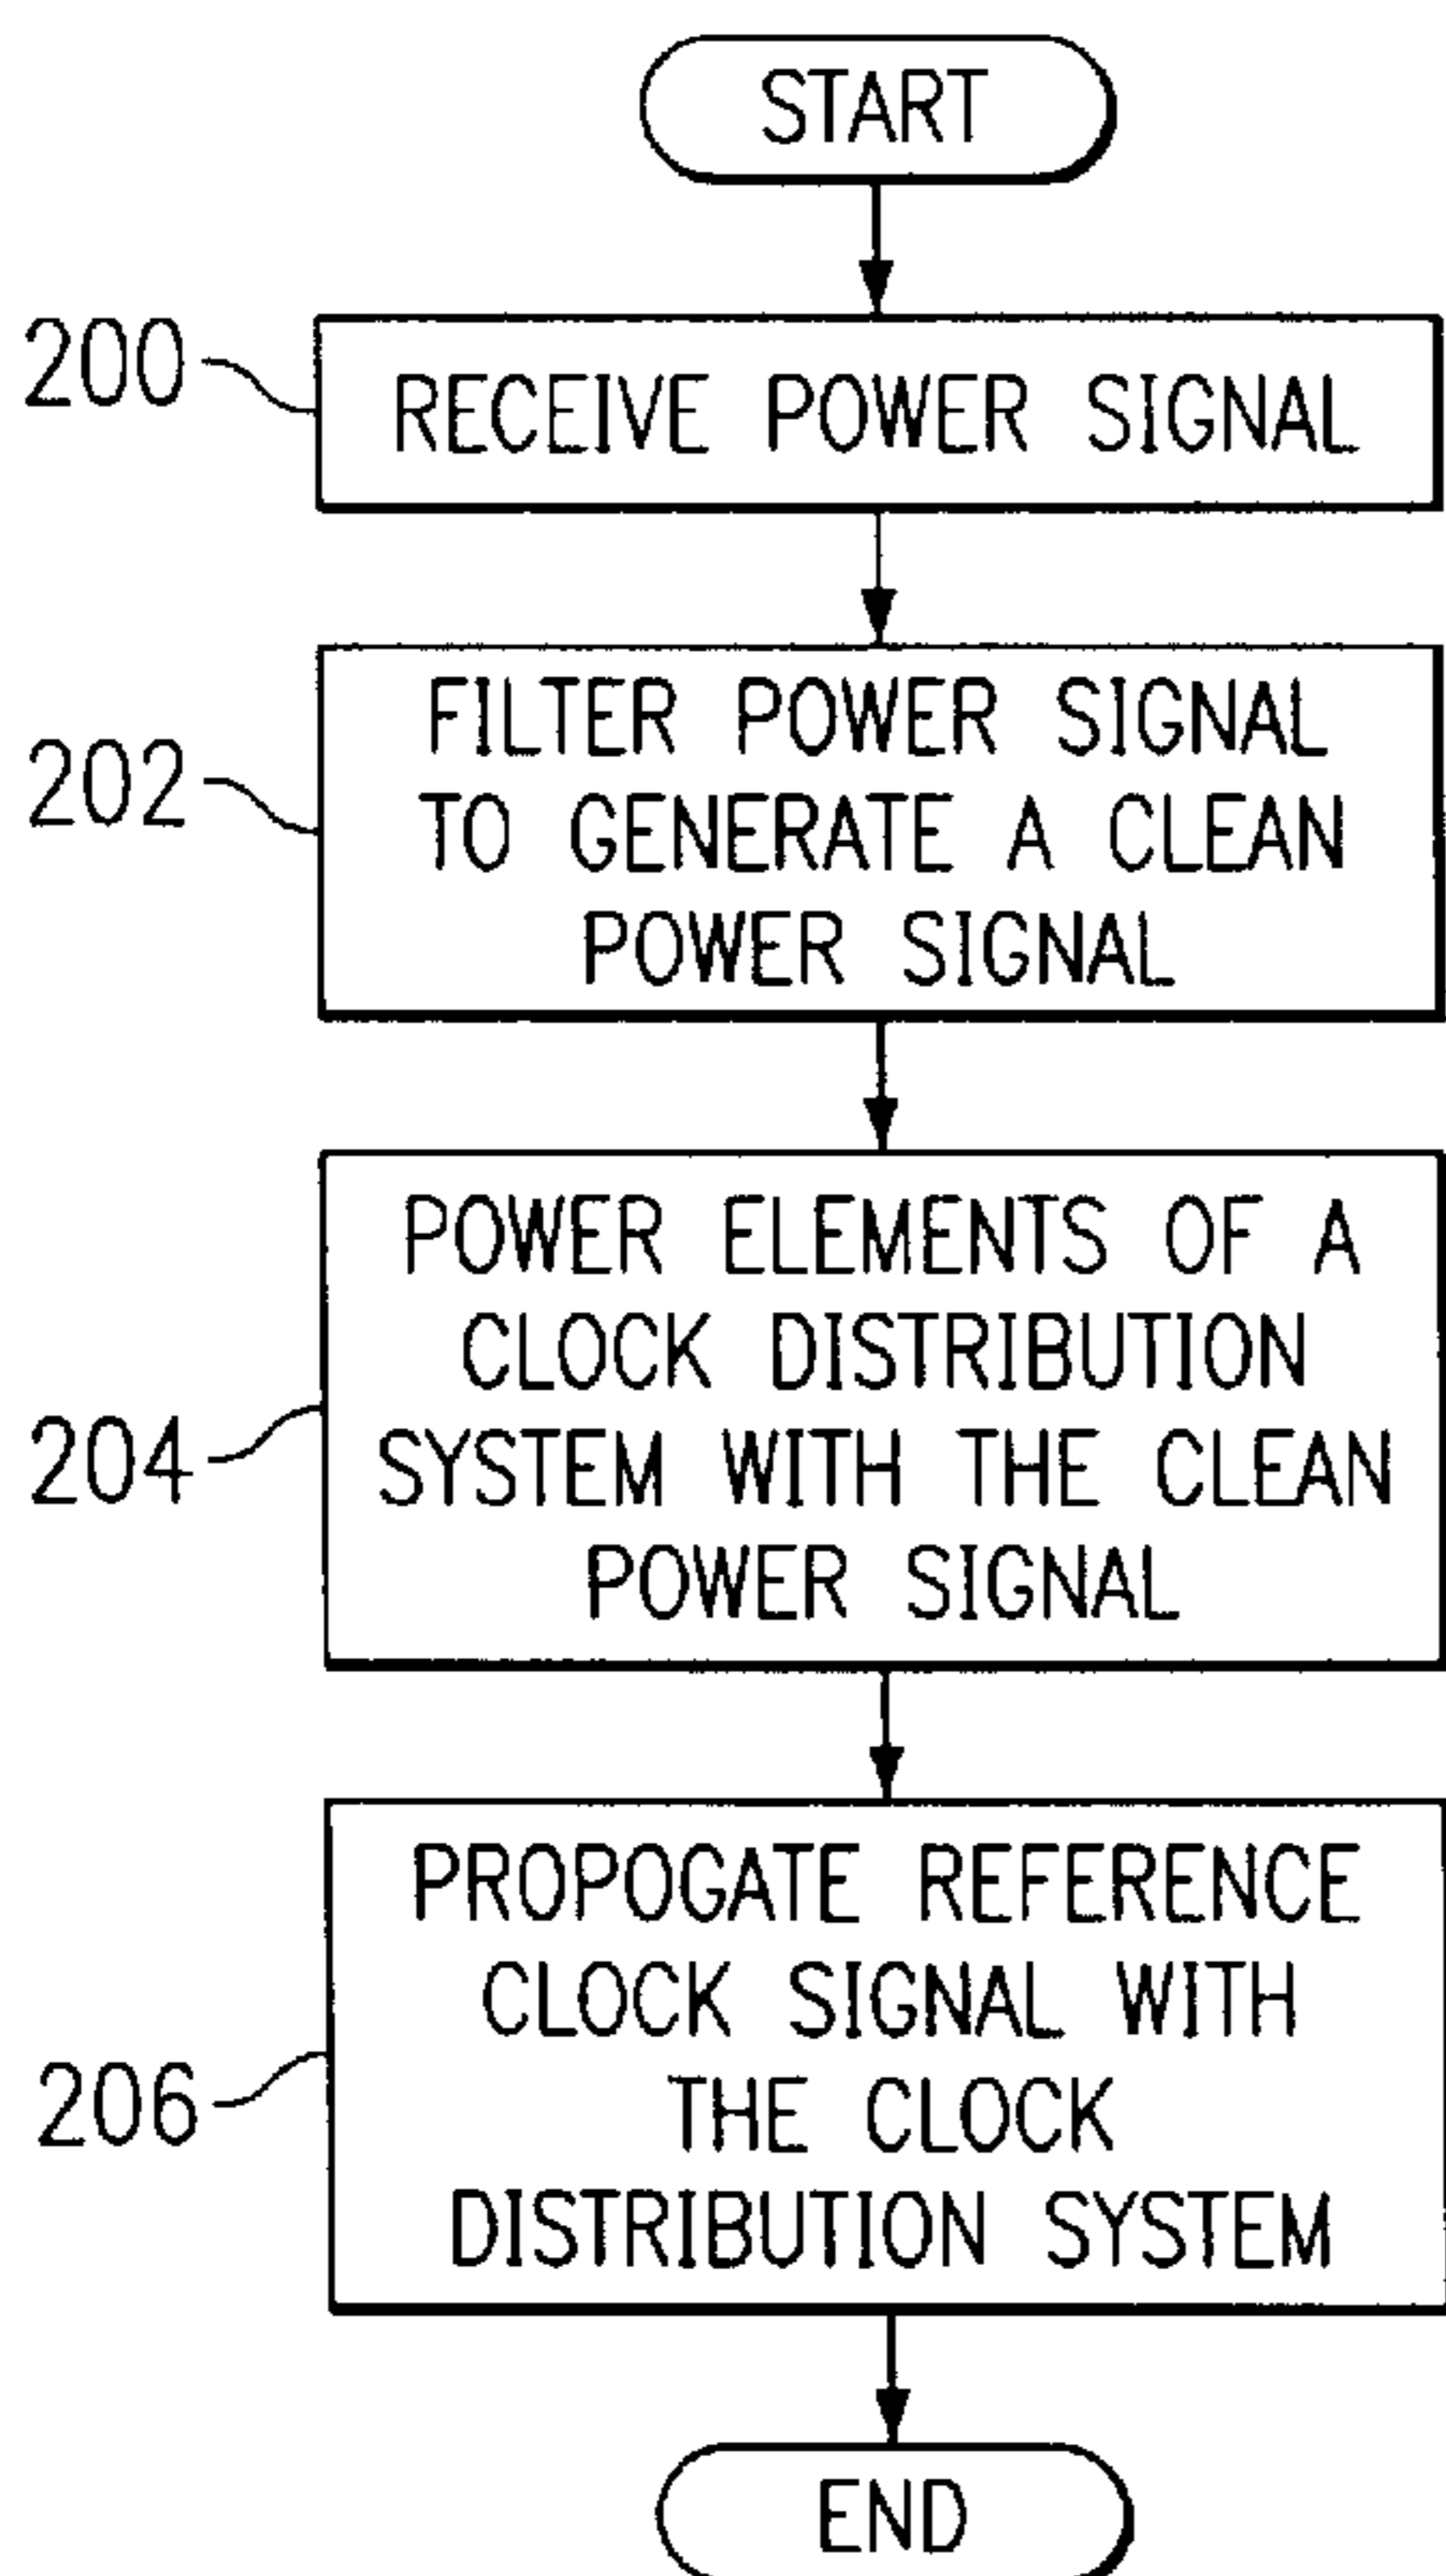 START
200
RECEIVE POWER SIGNAL
202
FILTER POWER SIGNAL
TO GENERATE A CLEAN
POWER SIGNAL
204
POWER ELEMENTS OF A
CLOCK DISTRIBUTION
SYSTEM WITH THE CLEAN
POWER SIGNAL
206
PROPOGATE REFERENCE
CLOCK SIGNAL WITH
THE CLOCK
DISTRIBUTION SYSTEM
END